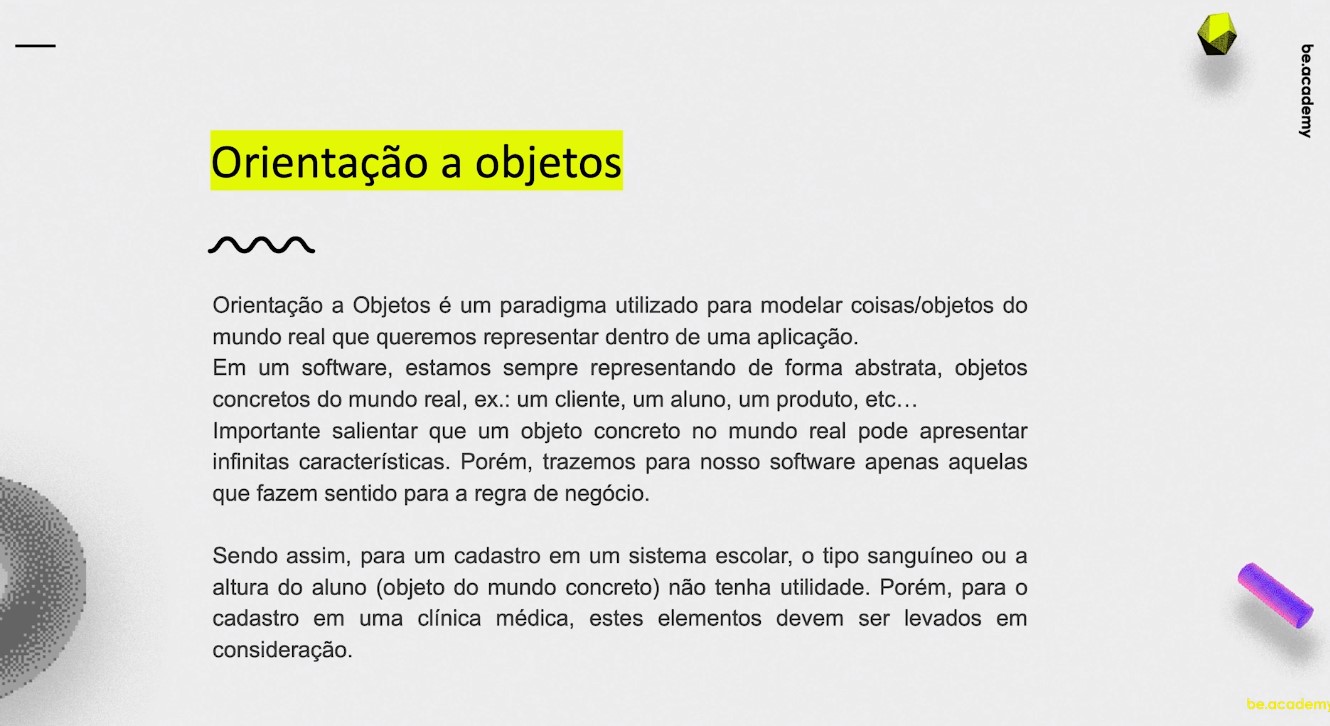 be.academy
Orientação a objetos
Orientação a Objetos é um paradigma utilizado para modelar coisas/objetos do
mundo real que queremos representar dentro de uma aplicação.
Em um software, estamos sempre representando de forma abstrata, objetos
concretos do mundo real, ex.: um cliente, um aluno, um produto, etc…
Importante salientar que um objeto concreto no mundo real pode apresentar
infinitas características. Porém, trazemos para nosso software apenas aquelas
que fazem sentido para a regra de negócio.
Sendo assim, para um cadastro em um sistema escolar, o tipo sanguíneo ou a
altura do aluno (objeto do mundo concreto) não tenha utilidade. Porém, para o
cadastro em uma clínica médica, estes elementos devem ser levados em
consideração.
be.academy